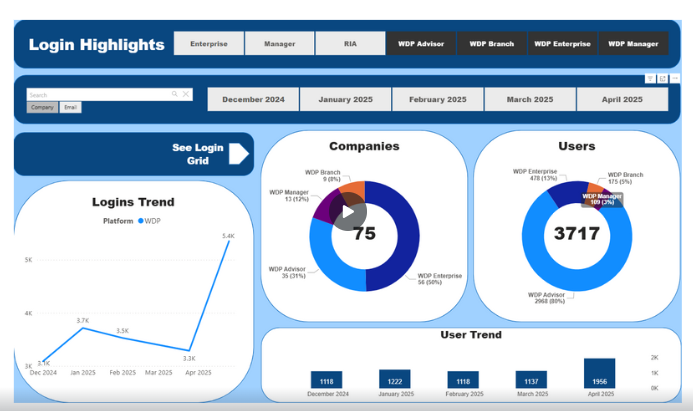 Login Highlights
Enterprise
Manager
RIA
WDP Advisor
WDP Branch
WDP Enterprise
WDP Manager
Search
Company
Email
December 2024
January 2025
February 2025
March 2025
April 2025
See Login
Grid
Logins Trend
Platform WDP
5.4K
5K
4K
3.7K
3.5K
3.3K
3K
3.1K
Dec 2024
Jan 2025
Feb 2025
Mar 2025
Apr 2025
Companies
WDP Branch
9 (8%)
WDP Manager
13 (12%)
75
WDP Advisor
35 (31%)
WDP Enterprise
56 (50%)
Users
WDP Enterprise
478 (13%)
WDP Branch
175 (5%)
WDP Manager
109 (3%)
3717
WDP Advisor
2968 (80%)
User Trend
2K
1K
0K
1118
1222
1118
1137
1956
December 2024
January 2025
February 2025
March 2025
April 2025